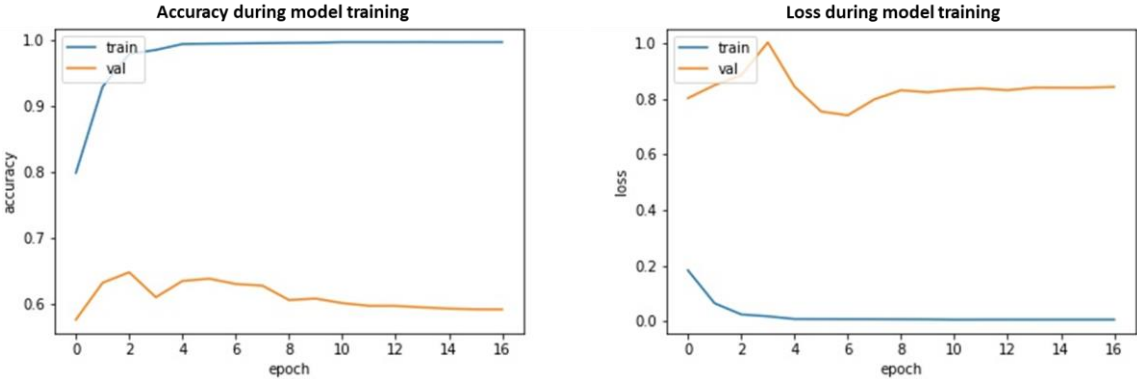 Accuracy during model training
1.0
0.9
0.8
0.7
0.6
accuracy
train
val
0 2 4 6 8 10 12 14 16
epoch
Loss during model training
1.0
0.8
0.6
0.4
0.2
0.0
loss
train
val
0 2 4 6 8 10 12 14 16
epoch